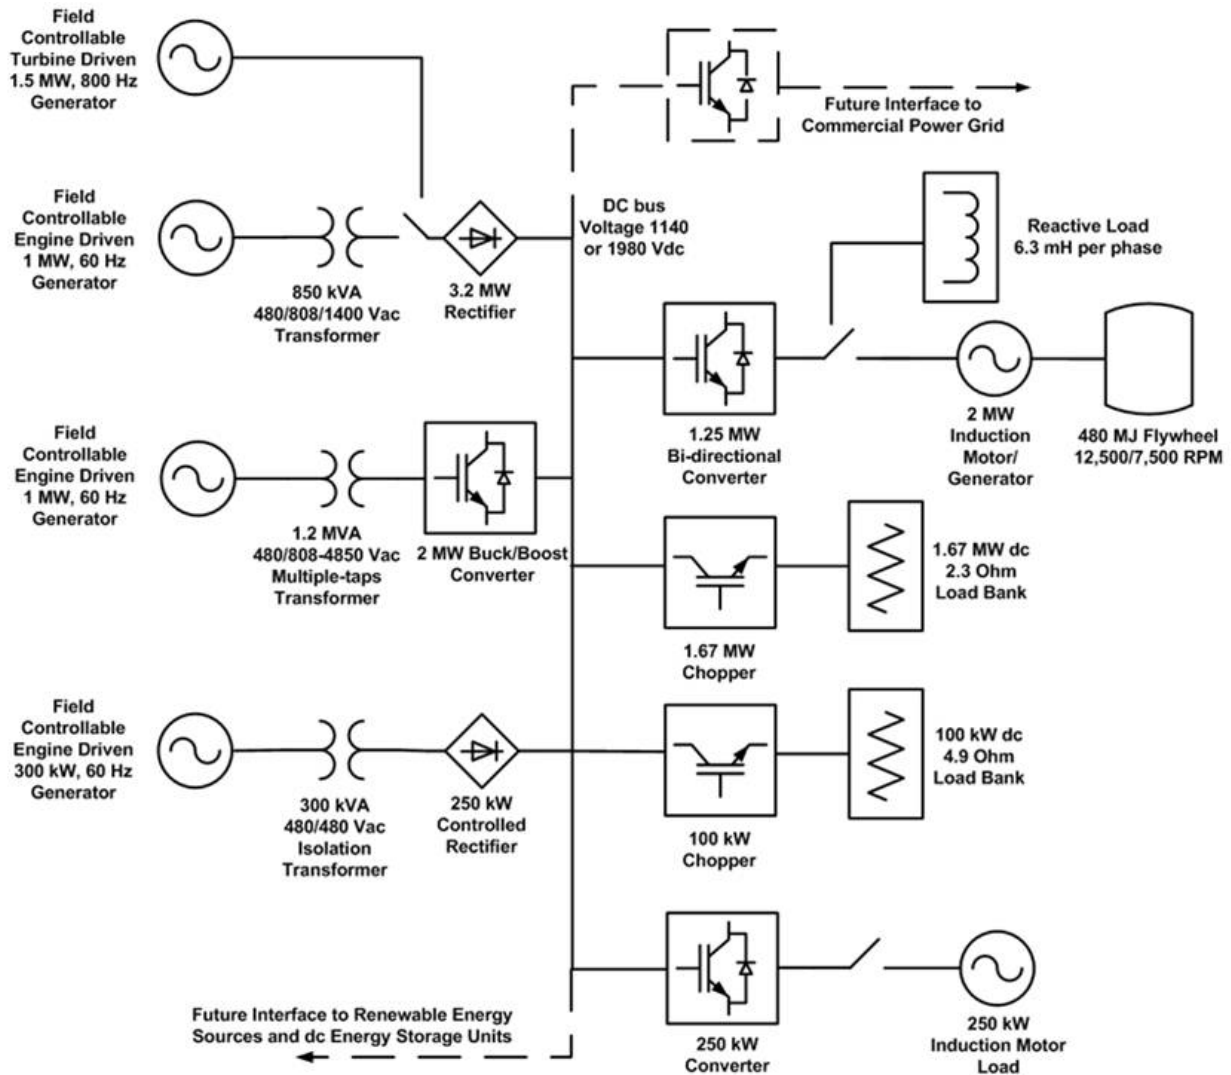 Field
Controllable
Turbine Driven
1.5 MW, 800 Hz
Generator
Future Interface to
Commercial Power Grid
Field
Controllable
Engine Driven
1 MW, 60 Hz
Generator
850 kVA
480/808/1400 Vac
Transformer
3.2 MW
Rectifier
DC bus
Voltage 1140
or 1980 Vdc
Reactive Load
6.3 mH per phase
1.25 MW
Bi-directional
Converter
2 MW
Induction
Motor/
Generator
480 MJ Flywheel
12,500/7,500 RPM
Field
Controllable
Engine Driven
1 MW, 60 Hz
Generator
1.2 MVA
480/808-4850 Vac
Multiple-taps
Transformer
2 MW Buck/Boost
Converter
1.67 MW
Chopper
1.67 MW dc
2.3 Ohm
Load Bank
Field
Controllable
Engine Driven
300 kW, 60 Hz
Generator
300 kVA
480/480 Vac
Isolation
Transformer
250 kW
Controlled
Rectifier
100 kW
Chopper
100 kW dc
4.9 Ohm
Load Bank
Future Interface to Renewable Energy
Sources and dc Energy Storage Units
250 kW
Converter
250 kW
Induction Motor
Load